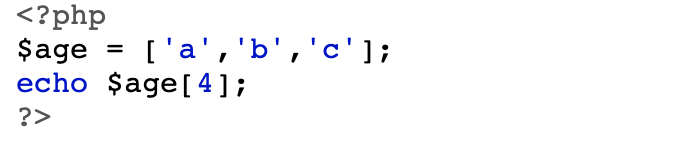 <?php
$age = ['a','b','c'];
echo $age[4];
?>